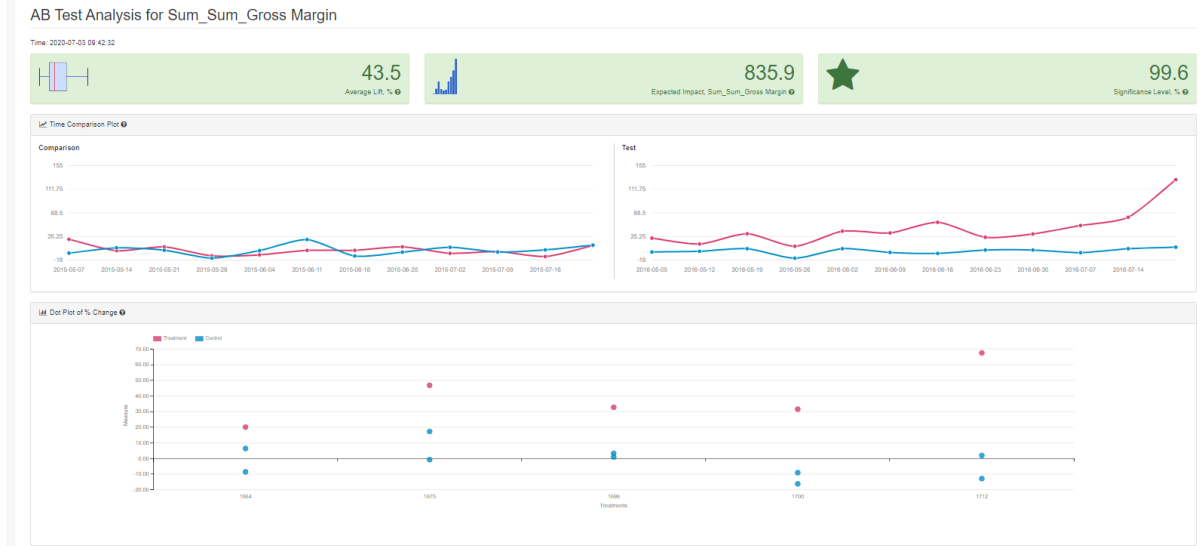 AB Test Analysis for Sum_Sum_Gross Margin
Time: 2020-07-03 09:42:32
43.5
Average Lift, %
835.9
Expected Impact, Sum_Sum_Gross Margin
99.6
Significance Level, %
Time Comparison Plot
Comparison
155
111.75
68.5
25.25
-18
2015-05-07 2015-05-14 2015-05-21 2015-05-28 2015-06-04 2015-06-11 2015-06-18 2015-06-25 2015-07-02 2015-07-09 2015-07-16
Test
155
111.75
68.5
25.25
-18
2016-05-05 2016-05-12 2016-05-19 2016-05-26 2016-06-02 2016-06-09 2016-06-16 2016-06-23 2016-06-30 2016-07-07 2016-07-14
Dot Plot of % Change
Treatment Control
70.00
60.00
50.00
40.00
30.00
20.00
10.00
0.00
-10.00
-20.00
Measure
1664 1675 1696 1700 1712
Treatments